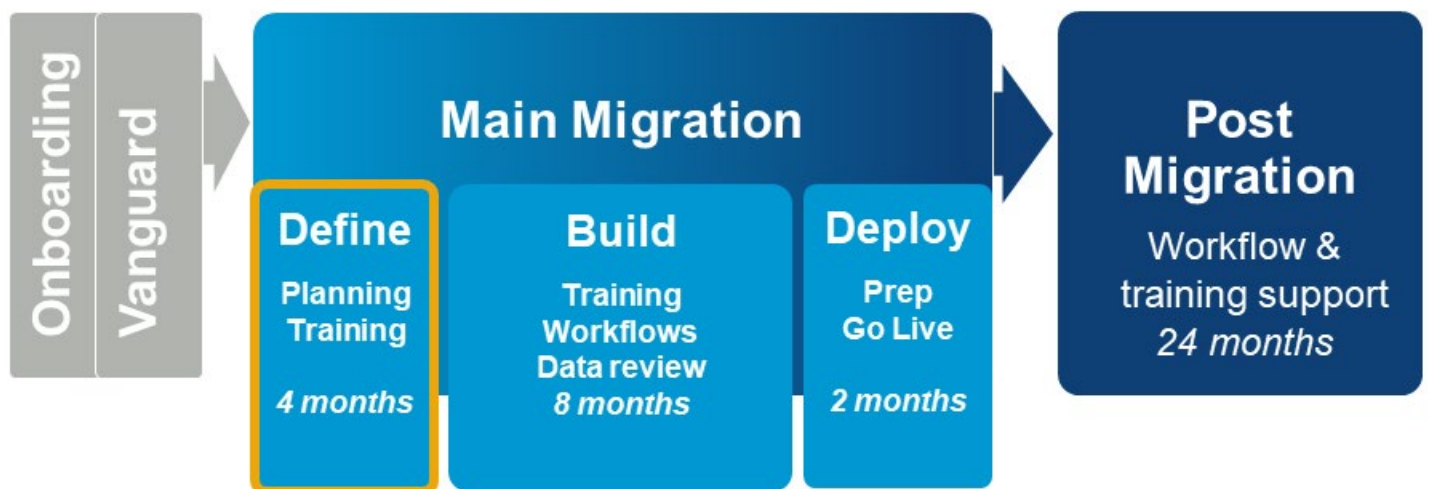 Onboarding
Vanguard
Main Migration
Define
Planning
Training
4 months
Build
Training
Workflows
Data review
8 months
Deploy
Prep
Go Live
2 months
Post
Migration
Workflow &
training support
24 months